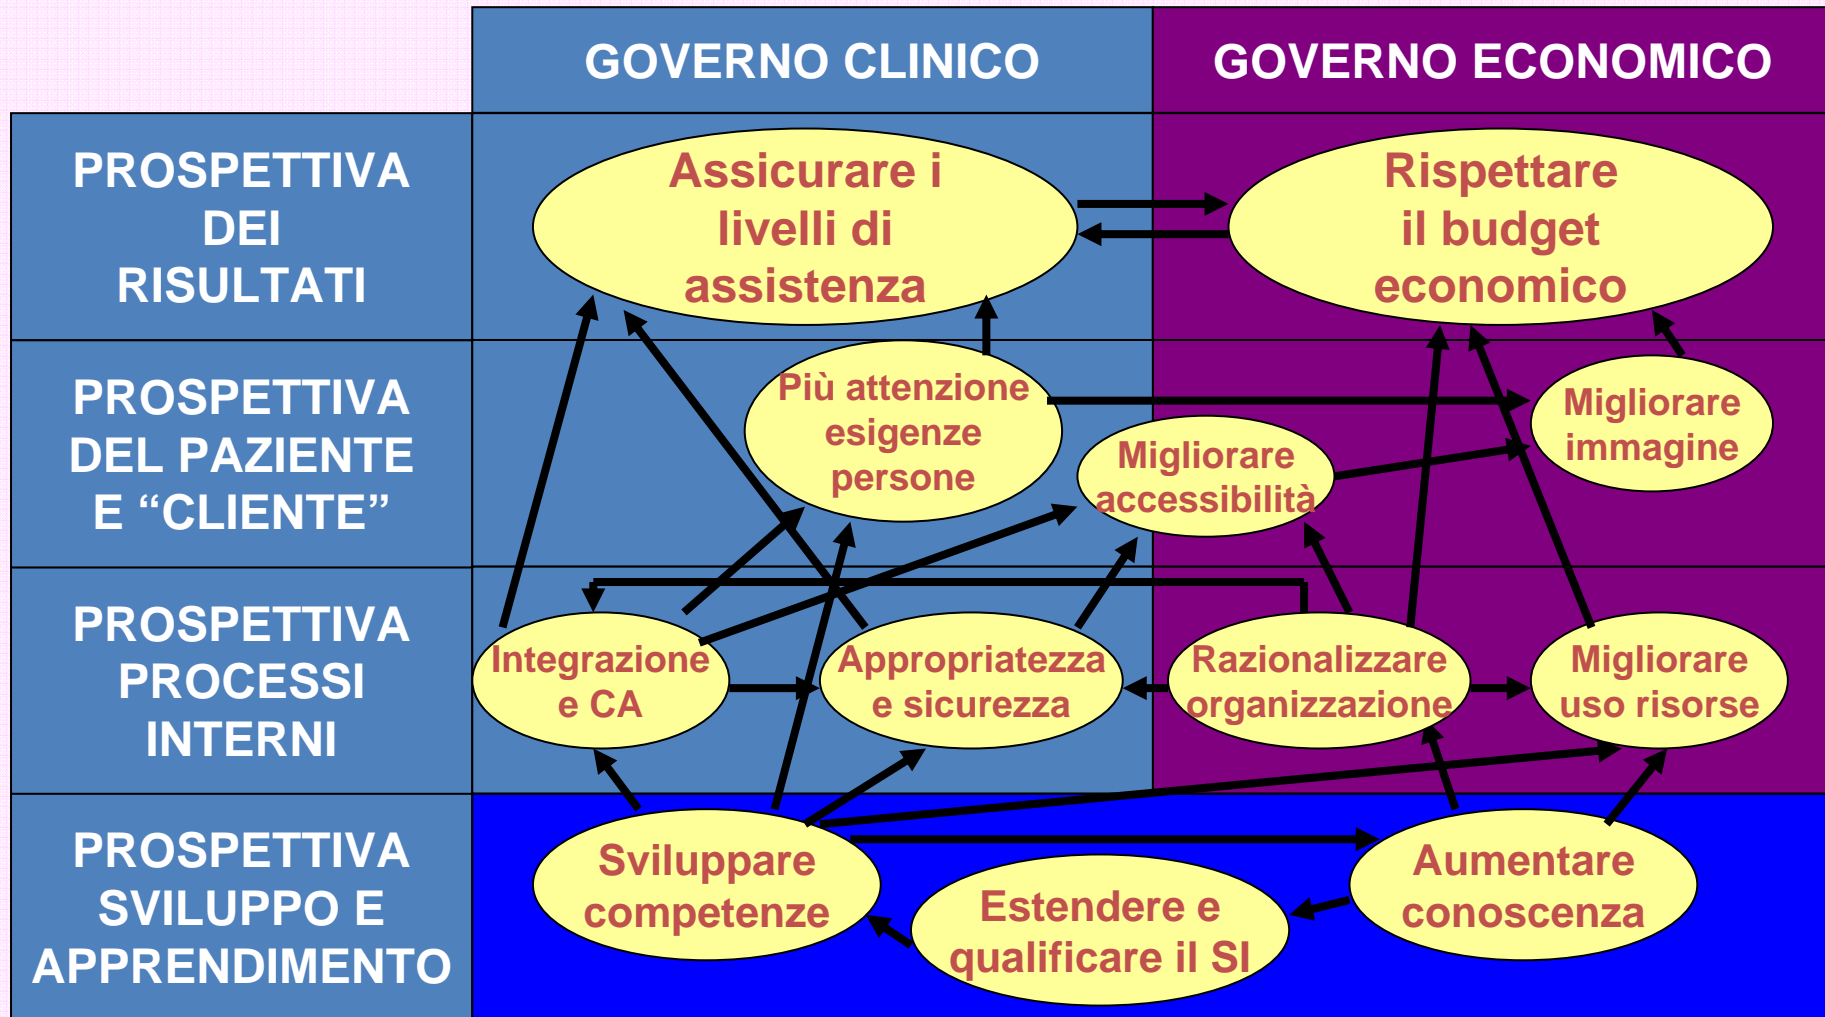 GOVERNO CLINICO
GOVERNO ECONOMICO
PROSPETTIVA
DEI
RISULTATI
Assicurare i
livelli di
assistenza
Rispettare
il budget
economico
PROSPETTIVA
DEL PAZIENTE
E “CLIENTE”
Più attenzione
esigenze
persone
Migliorare
accessibilità
Migliorare
immagine
PROSPETTIVA
PROCESSI
INTERNI
Integrazione
e CA
Appropriatezza
e sicurezza
Razionalizzare
organizzazione
Migliorare
uso risorse
PROSPETTIVA
SVILUPPO E
APPRENDIMENTO
Sviluppare
competenze
Estendere e
qualificare il SI
Aumentare
conoscenza